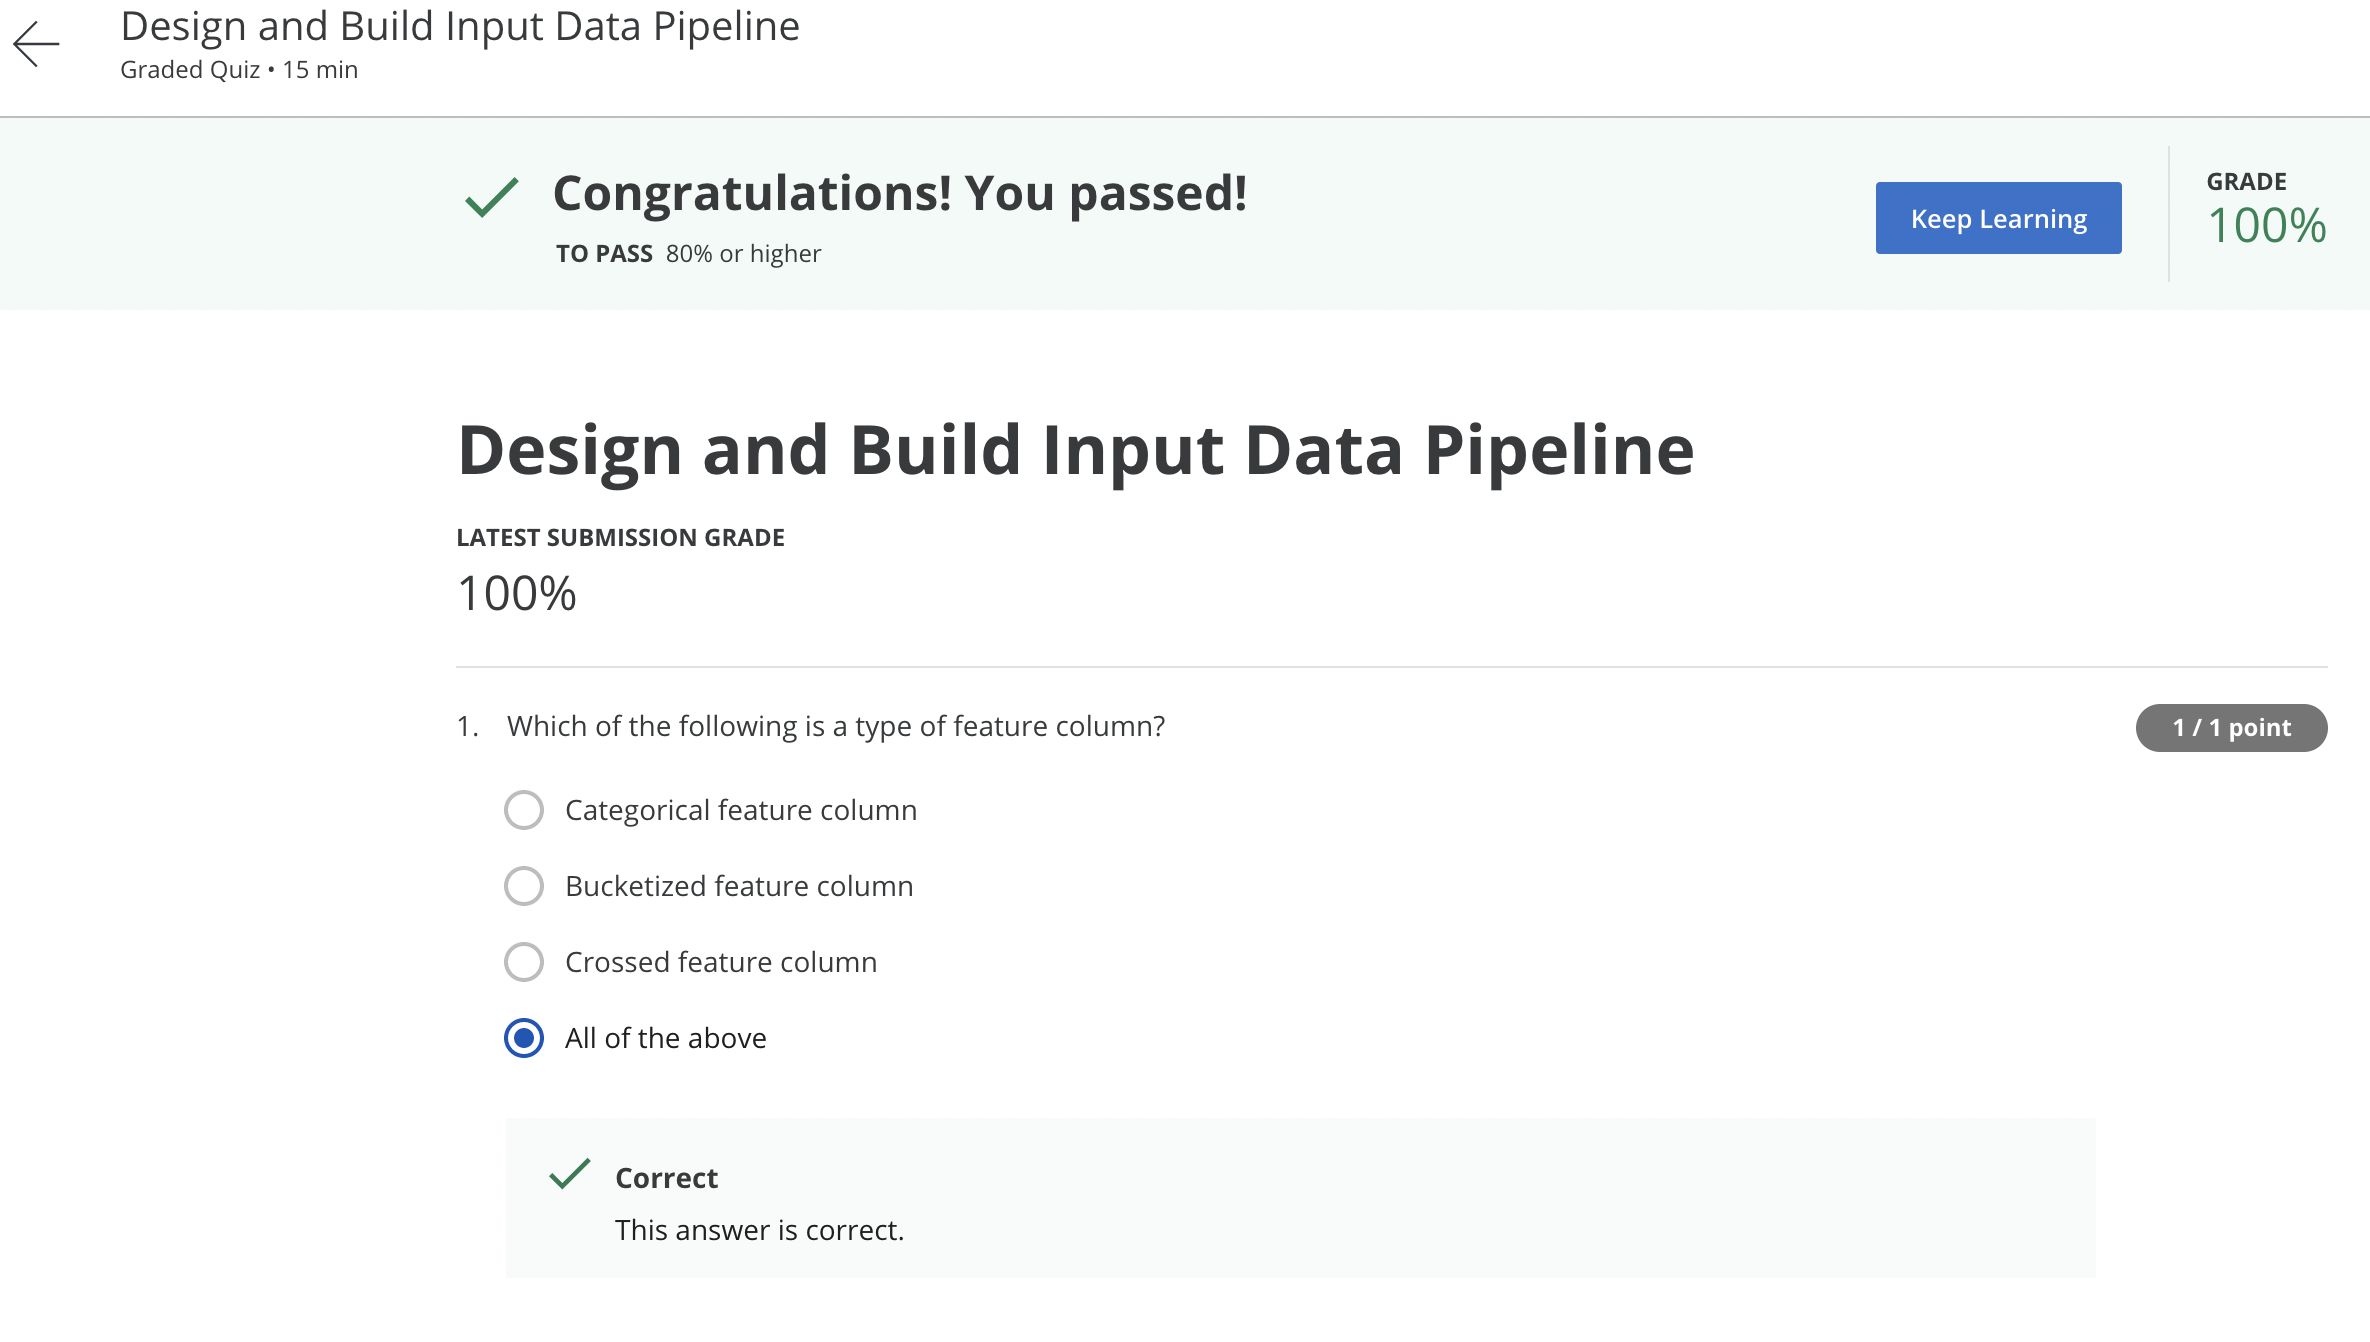 Design and Build Input Data Pipeline
Graded Quiz • 15 min
Congratulations! You passed!
TO PASS 80% or higher
Keep Learning
GRADE
100%
Design and Build Input Data Pipeline
LATEST SUBMISSION GRADE
100%
1. Which of the following is a type of feature column?
1 / 1 point
Categorical feature column
Bucketized feature column
Crossed feature column
All of the above
Correct
This answer is correct.